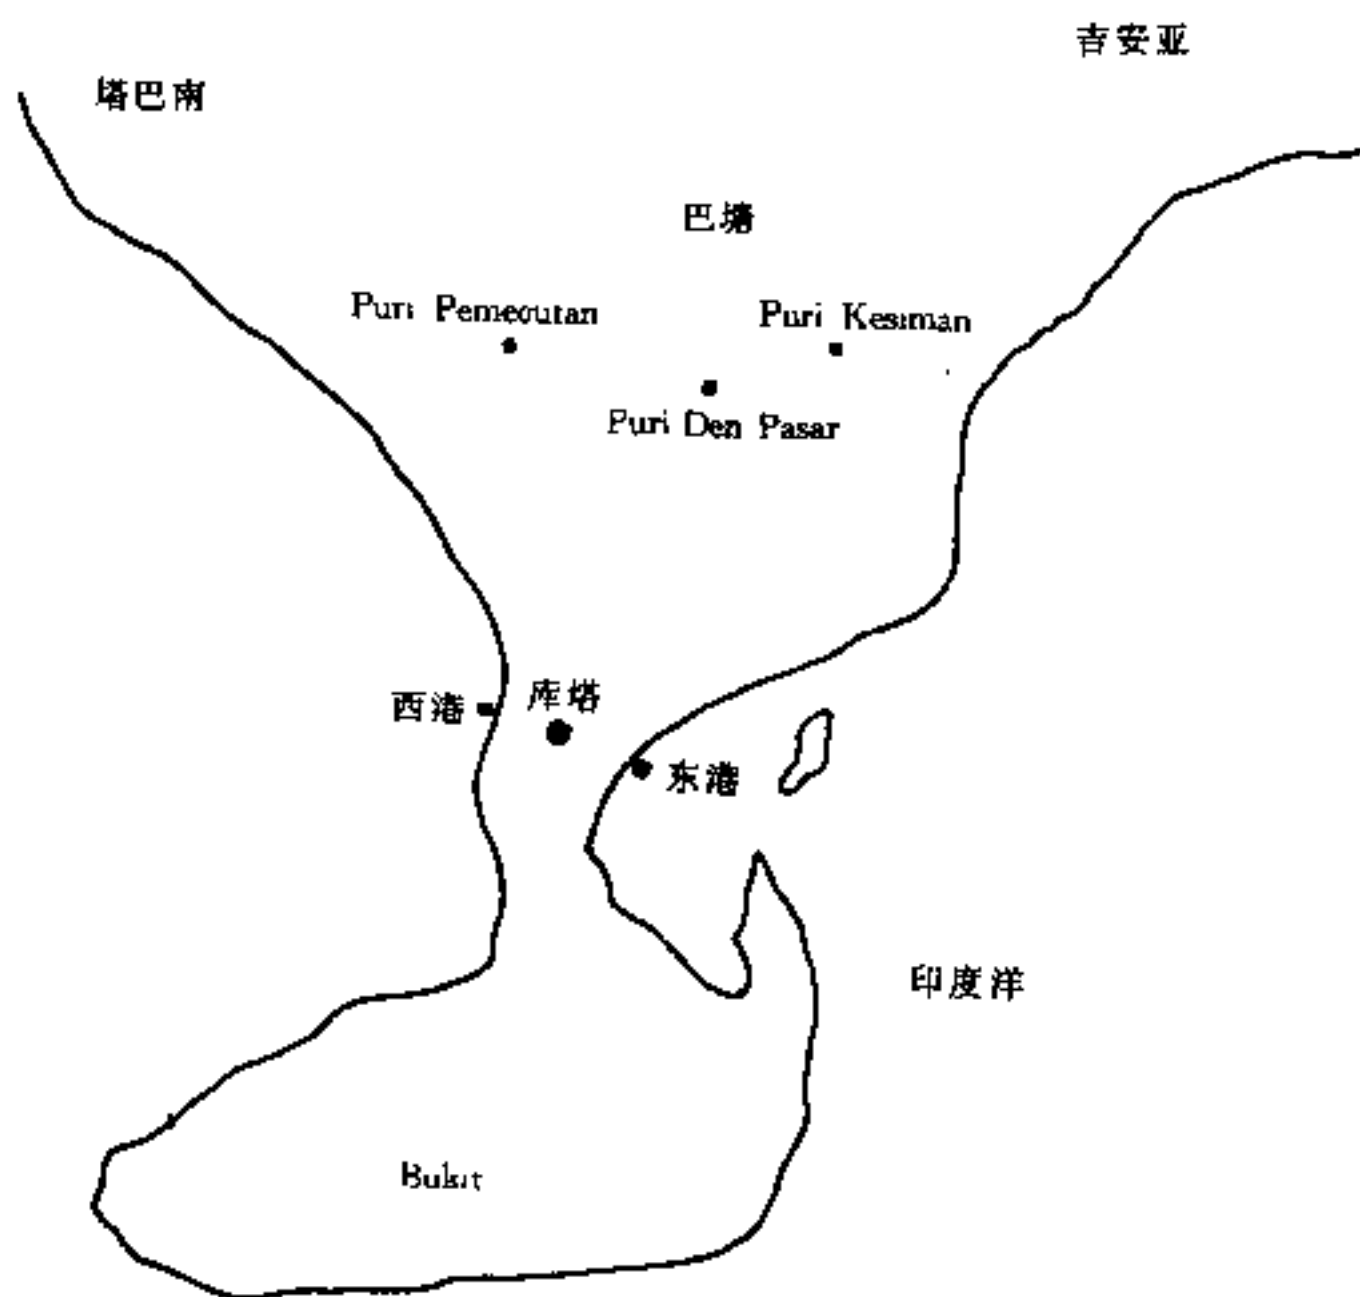 吉安亚
塔巴南
巴塘
Puri Pemecutan
Puri Kesiman
Puri Den Pasar
库塔
西港
东港
印度洋
Bukit